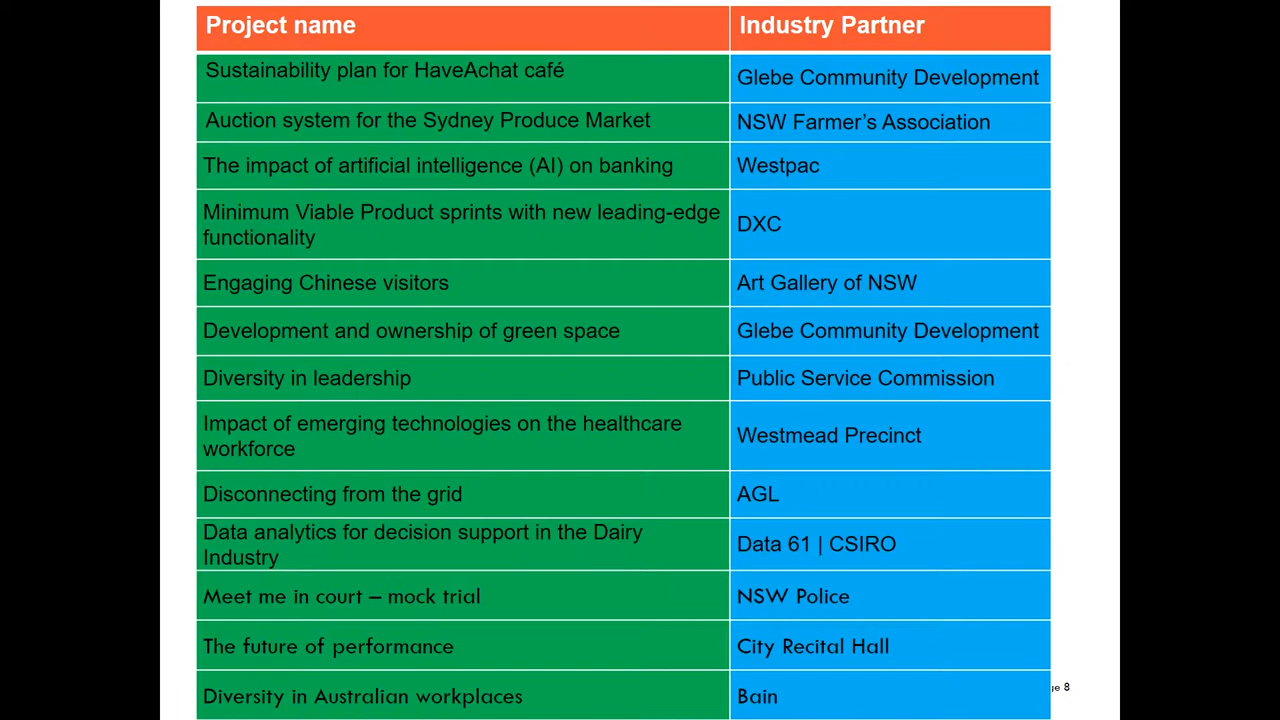 Project name
Industry Partner
Sustainability plan for HaveAchat café
Glebe Community Development
Auction system for the Sydney Produce Market
NSW Farmer’s Association
The impact of artificial intelligence (AI) on banking
Westpac
Minimum Viable Product sprints with new leading-edge
functionality
DXC
Engaging Chinese visitors
Art Gallery of NSW
Development and ownership of green space
Glebe Community Development
Diversity in leadership
Public Service Commission
Impact of emerging technologies on the healthcare
workforce
Westmead Precinct
Disconnecting from the grid
AGL
Data analytics for decision support in the Dairy
Industry
Data 61 | CSIRO
Meet me in court – mock trial
NSW Police
The future of performance
City Recital Hall
Diversity in Australian workplaces
Bain
ge 8